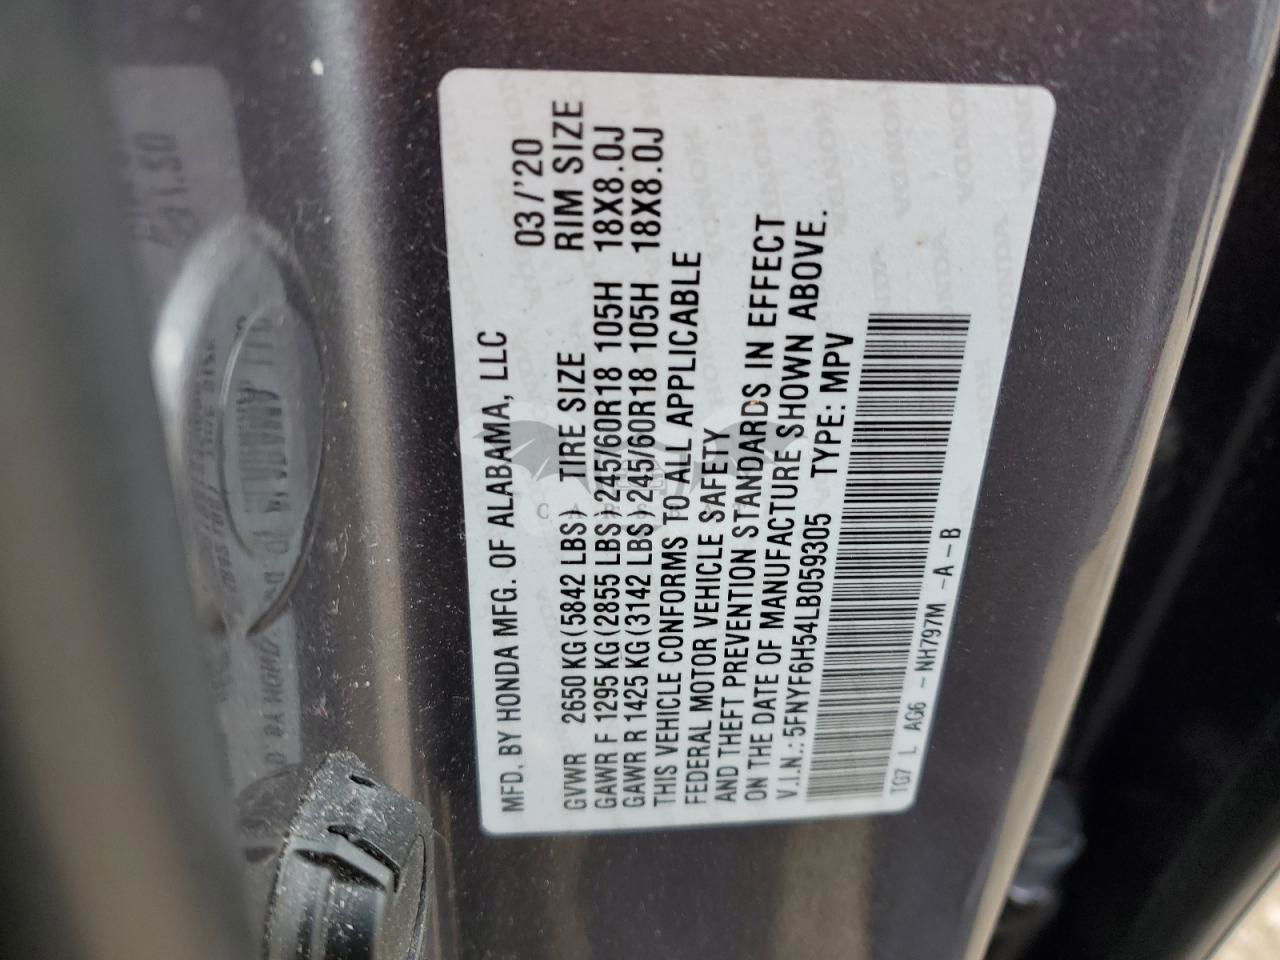 MFD. BY HONDA MFG. OF ALABAMA, LLC 03/'20
GVWR 2650 KG (5842 LBS) TIRE SIZE RIM SIZE
GAWR F 1295 KG (2855 LBS) 245/60R18 105H 18X8.0J
GAWR R 1425 KG (3142 LBS) 245/60R18 105H 18X8.0J
THIS VEHICLE CONFORMS TO ALL APPLICABLE
FEDERAL MOTOR VEHICLE SAFETY
AND THEFT PREVENTION STANDARDS IN EFFECT
ON THE DATE OF MANUFACTURE SHOWN ABOVE.
V.I.N.: 5FNYF6H54LB059305 TYPE: MPV
TG7 L AG6 - NH797M - A - B